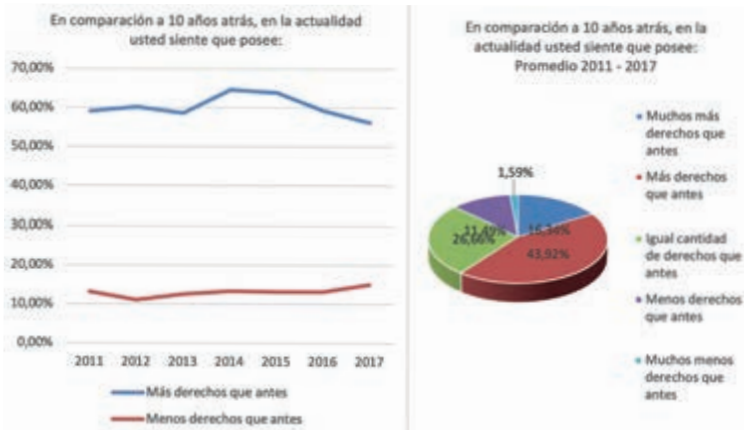 En comparación a 10 años atrás, en la actualidad
usted siente que posee:
70,00%
60,00%
50,00%
40,00%
30,00%
20,00%
10,00%
0,00%
2011 2012 2013 2014 2015 2016 2017
Más derechos que antes
Menos derechos que antes
En comparación a 10 años atrás, en la
actualidad usted siente que posee:
Promedio 2011 - 2017
1,59%
11,49%
16,34%
26,66%
43,92%
Muchos más
derechos que
antes
Más derechos
que antes
Igual cantidad
de derechos que
antes
Menos derechos
que antes
Muchos menos
derechos que
antes